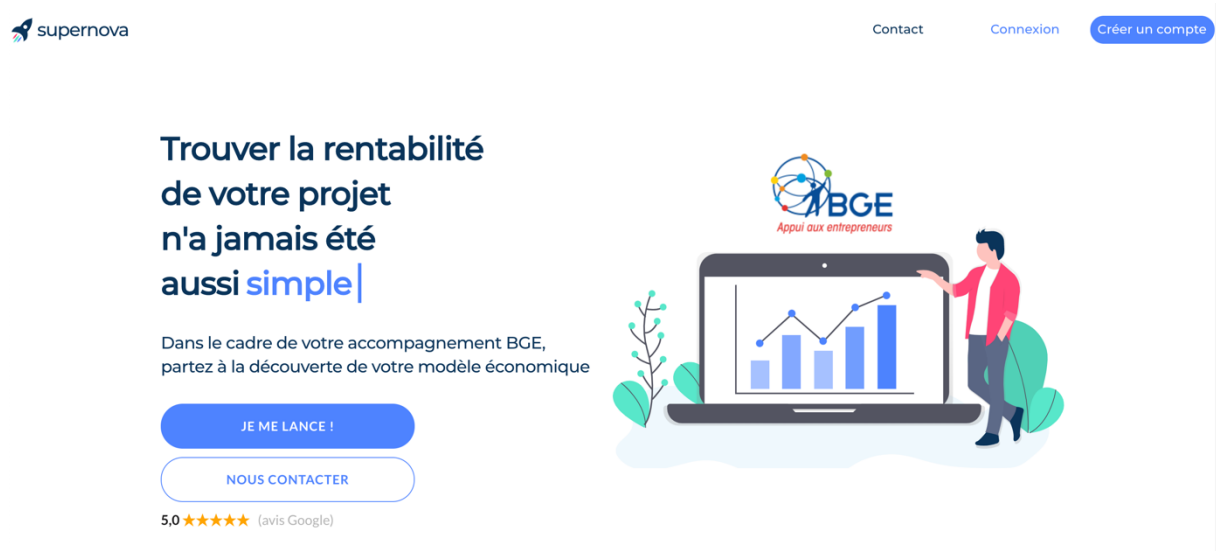 supernova
Contact
Connexion
Créer un compte
Trouver la rentabilité
de votre projet
n'a jamais été
aussi simple
BGE
Appui aux entrepreneurs
Dans le cadre de votre accompagnement BGE,
partez à la découverte de votre modèle économique
JE ME LANCE !
NOUS CONTACTER
5,0 ★★★★★ (avis Google)